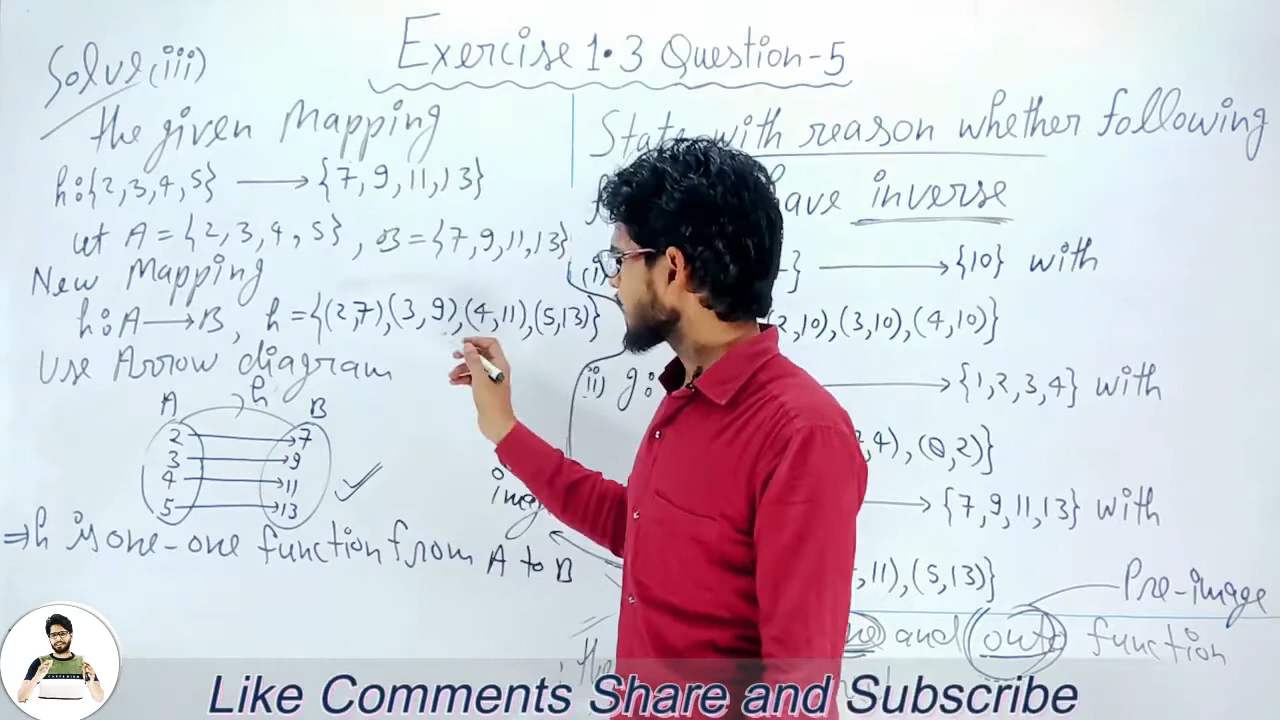 Exercise 1.3 Question-5
Solve (iii)
the given Mapping
h:{2,3,4,5} ⟶ {7,9,11,13}
let A = {2,3,4,5}, B = {7,9,11,13}
New Mapping
h:A⟶B, h = {(2,7),(3,9),(4,11),(5,13)}
Use Arrow diagram
A h B
2 7
3 9
4 11
5 13
⇒h is one-one function from A to B
State with reason whether following
have inverse
(i) } ⟶ {10} with
2,10),(3,10),(4,10)}
(ii) g: ⟶ {1,2,3,4} with
,4),(8,2)}
⟶ {7,9,11,13} with
,11),(5,13)}
Pre-image
and onto function
Like Comments Share and Subscribe